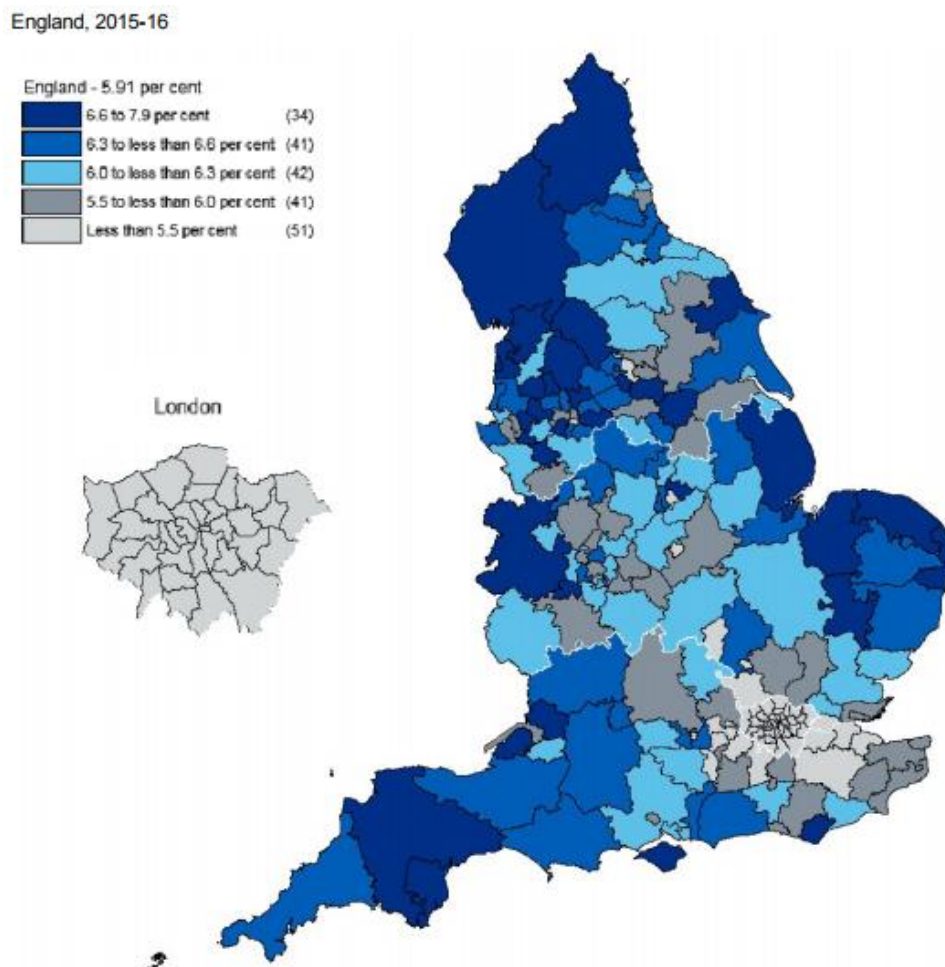 England, 2015-16
England - 5.91 per cent
6.6 to 7.9 per cent (34)
6.3 to less than 6.6 per cent (41)
6.0 to less than 6.3 per cent (42)
5.5 to less than 6.0 per cent (41)
Less than 5.5 per cent (51)
London